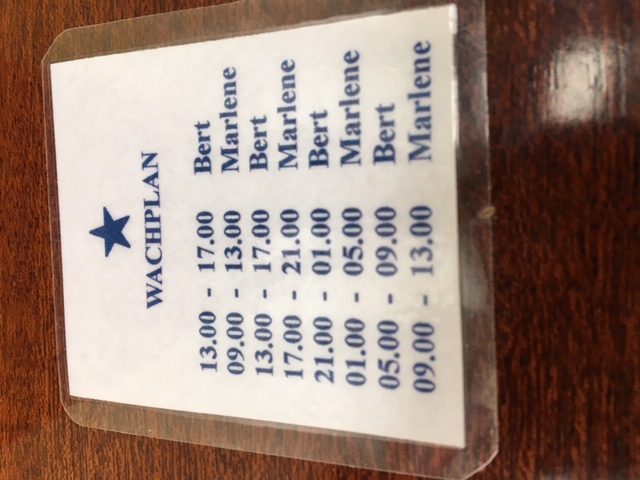 WACHPLAN
13.00 - 17.00 Bert
09.00 - 13.00 Marlene
13.00 - 17.00 Bert
17.00 - 21.00 Marlene
21.00 - 01.00 Bert
01.00 - 05.00 Marlene
05.00 - 09.00 Bert
09.00 - 13.00 Marlene